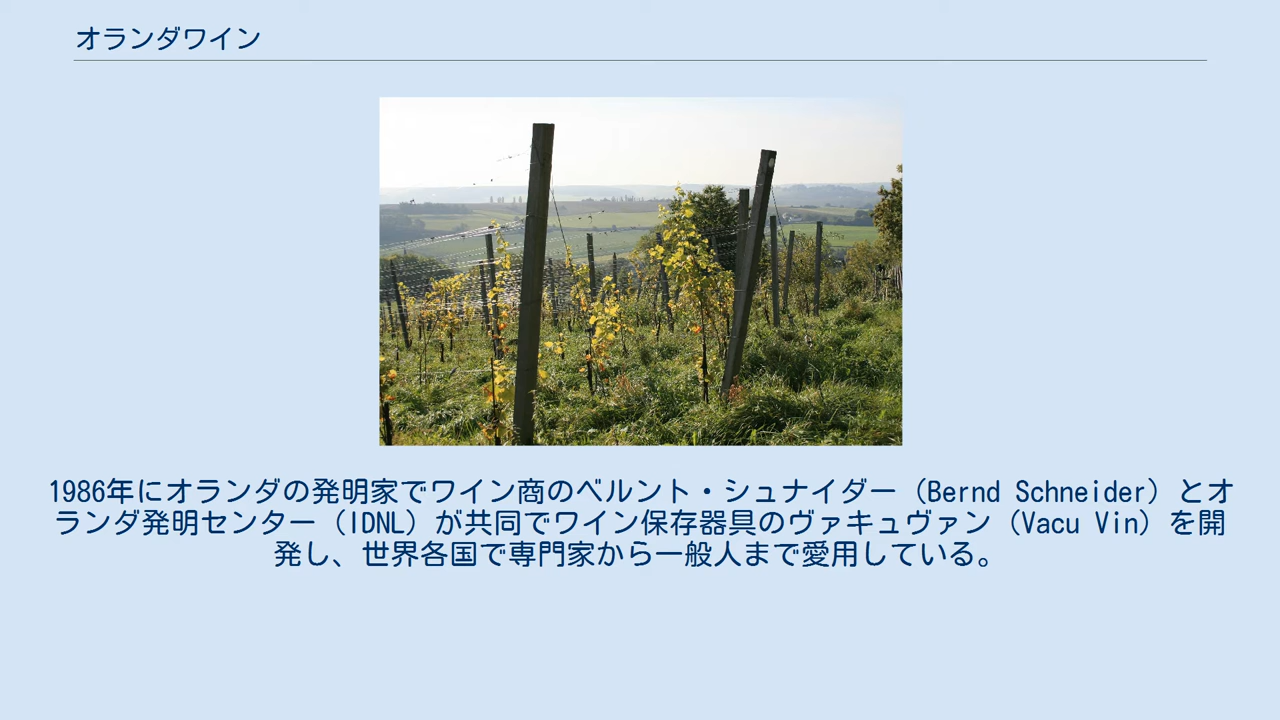 オランダワイン
1986年にオランダの発明家でワイン商のベルント・シュナイダー（Bernd Schneider）とオ
ランダ発明センター（IDNL）が共同でワイン保存器具のヴァキュヴァン（Vacu Vin）を開
発し、世界各国で専門家から一般人まで愛用している。